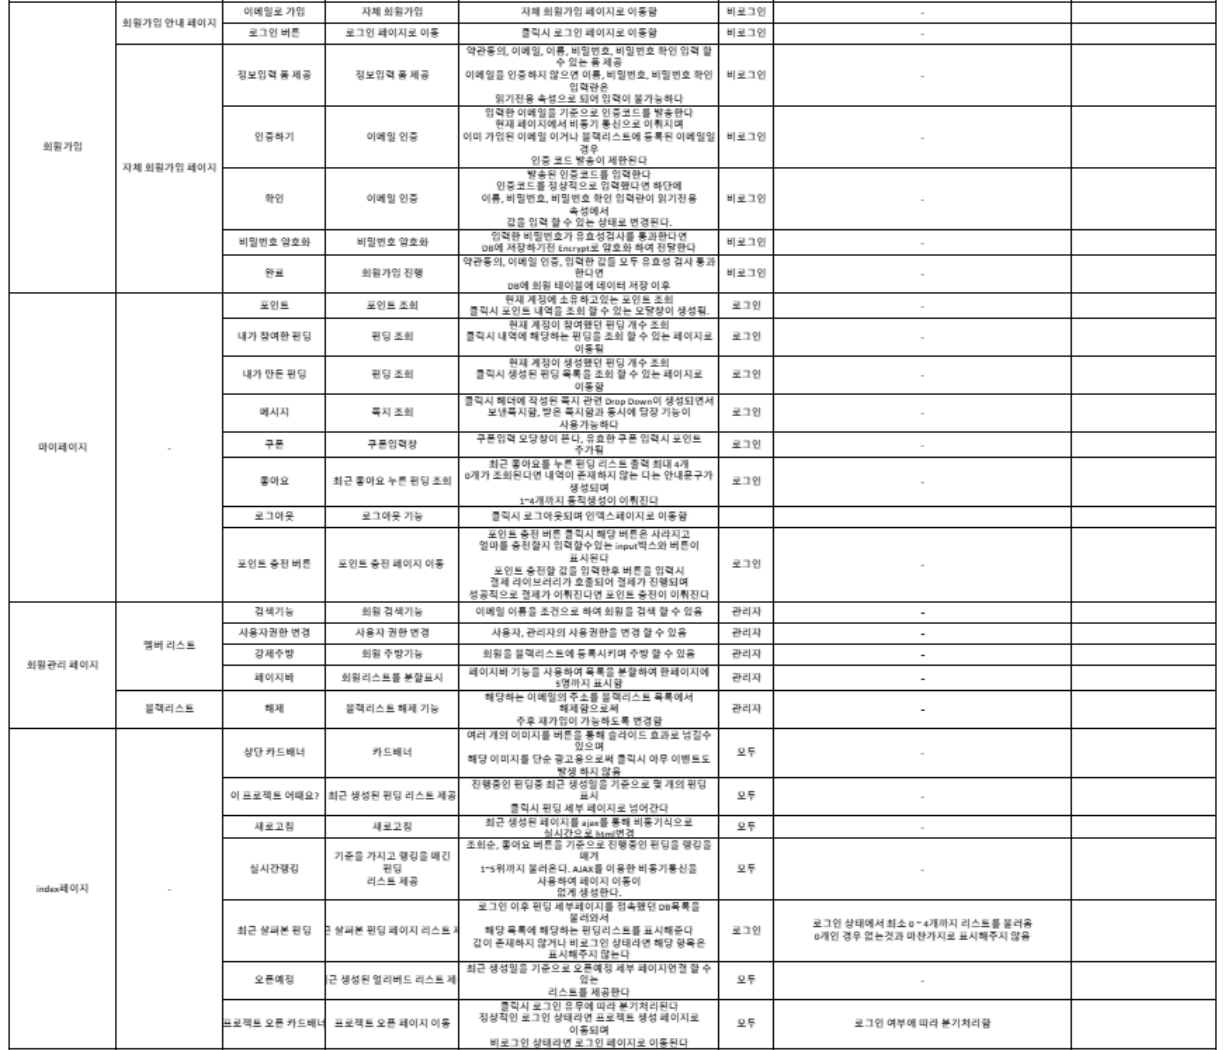 회원가입
회원가입 안내 페이지
이메일로 가입
자체 회원가입
자체 회원가입 페이지로 이동함
비로그인
-
로그인 버튼
로그인 페이지로 이동
클릭시 로그인 페이지로 이동함
비로그인
-
자체 회원가입 페이지
정보입력 폼 제공
정보입력 폼 제공
약관동의, 이메일, 이름, 비밀번호, 비밀번호 확인 입력 할
수 있는 폼 제공
이메일을 인증하지 않으면 이름, 비밀번호, 비밀번호 확인
입력란은
읽기전용 속성으로 되어 입력이 불가능하다
비로그인
-
인증하기
이메일 인증
입력한 이메일을 기준으로 인증코드를 발송한다
현재 페이지에서 비동기 통신으로 이뤄지며
이미 가입된 이메일 이거나 블랙리스트에 등록된 이메일일
경우
인증 코드 발송이 제한된다
비로그인
-
확인
이메일 인증
발송된 인증코드를 입력한다
인증코드를 정상적으로 입력했다면 하단에
이름, 비밀번호, 비밀번호 확인 입력란이 읽기전용
속성에서
값을 입력 할 수 있는 상태로 변경된다.
비로그인
-
비밀번호 암호화
비밀번호 암호화
입력한 비밀번호가 유효성검사를 통과한다면
DB에 저장하기전 Encrypt로 암호화 하여 전달한다
비로그인
-
완료
회원가입 진행
약관동의, 이메일 인증, 입력한 값들 모두 유효성 검사 통과
한다면
DB에 회원 테이블에 데이터 저장 이후
비로그인
-
마이페이지
-
포인트
포인트 조회
현재 계정에 소유하고있는 포인트 조회
클릭시 포인트 내역을 조회 할 수 있는 모달창이 생성됨.
로그인
-
내가 참여한 펀딩
펀딩 조회
현재 계정이 참여했던 펀딩 개수 조회
클릭시 내역에 해당하는 펀딩을 조회 할 수 있는 페이지로
이동됨
로그인
-
내가 만든 펀딩
펀딩 조회
현재 계정이 생성했던 펀딩 개수 조회
클릭시 생성된 펀딩 목록을 조회 할 수 있는 페이지로
이동함
로그인
-
메시지
쪽지 조회
클릭시 헤더에 작성된 쪽지 관련 Drop Down이 생성되면서
보낸쪽지함, 받은 쪽지함과 동시에 답장 기능이
사용가능하다
로그인
-
쿠폰
쿠폰입력창
쿠폰입력 모달창이 뜬다, 유효한 쿠폰 입력시 포인트
추가됨
로그인
-
좋아요
최근 좋아요 누른 펀딩 조회
최근 좋아요를 누른 펀딩 리스트 출력 최대 4개
0개가 조회된다면 내역이 존재하지 않는 다는 안내문구가
생성되며
1~4개까지 동적생성이 이뤄진다
로그인
-
로그아웃
로그아웃 기능
클릭시 로그아웃되며 인덱스페이지로 이동함
포인트 충전 버튼
포인트 충전 페이지 이동
포인트 충전 버튼 클릭시 해당 버튼은 사라지고
얼마를 충전할지 입력할수있는 input박스와 버튼이
표시된다
포인트 충전할 값을 입력한후 버튼을 입력시
결제 라이브러리가 호출되어 결제가 진행되며
성공적으로 결제가 이뤄진다면 포인트 충전이 이뤄진다
로그인
-
회원관리 페이지
멤버 리스트
검색기능
회원 검색기능
이메일 이름을 조건으로 하여 회원을 검색 할 수 있음
관리자
-
사용자권한 변경
사용자 권한 변경
사용자, 관리자의 사용권한을 변경 할 수 있음
관리자
-
강제추방
회원 추방기능
회원을 블랙리스트에 등록시키며 추방 할 수 있음
관리자
-
페이지바
회원리스트를 분할표시
페이지바 기능을 사용하여 목록을 분할하여 한페이지에
5명까지 표시함
관리자
-
블랙리스트
해제
블랙리스트 해제 기능
해당하는 이메일의 주소를 블랙리스트 목록에서
해제함으로써
추후 재가입이 가능하도록 변경함
관리자
-
index페이지
-
상단 카드배너
카드배너
여러 개의 이미지를 버튼을 통해 슬라이드 효과로 넘길수
있으며
해당 이미지를 단순 광고용으로써 클릭시 아무 이벤트도
발생 하지 않음
모두
-
이 프로젝트 어때요?
최근 생성된 펀딩 리스트 제공
진행중인 펀딩중 최근 생성일을 기준으로 몇 개의 펀딩
표시
클릭시 펀딩 세부 페이지로 넘어간다
모두
-
새로고침
새로고침
최근 생성된 페이지를 ajax를 통해 비동기식으로
실시간으로 html변경
모두
-
실시간랭킹
기준을 가지고 랭킹을 매긴
펀딩
리스트 제공
조회순, 좋아요 버튼을 기준으로 진행중인 펀딩을 랭킹을
매겨
1~5위까지 불러온다. AJAX를 이용한 비동기통신을
사용하여 페이지 이동이
없게 생성한다.
모두
-
최근 살펴본 펀딩
근 살펴본 펀딩 페이지 리스트 제
로그인 이후 펀딩 세부페이지를 접속했던 DB목록을
불러와서
해당 목록에 해당하는 펀딩리스트를 표시해준다
값이 존재하지 않거나 비로그인 상태라면 해당 항목은
표시해주지 않는다
로그인
로그인 상태에서 최소 0 ~ 4개까지 리스트를 불러옴
0개인 경우 없는것과 마찬가지로 표시해주지 않음
오픈예정
근 생성된 얼리버드 리스트 제
최근 생성일을 기준으로 오픈예정 세부 페이지연결 할 수
있는
리스트를 제공한다
모두
-
프로젝트 오픈 카드배너
프로젝트 오픈 페이지 이동
클릭시 로그인 유무에 따라 분기처리된다
정상적인 로그인 상태라면 프로젝트 생성 페이지로
이동되며
비로그인 상태라면 로그인 페이지로 이동된다
모두
로그인 여부에 따라 분기처리함